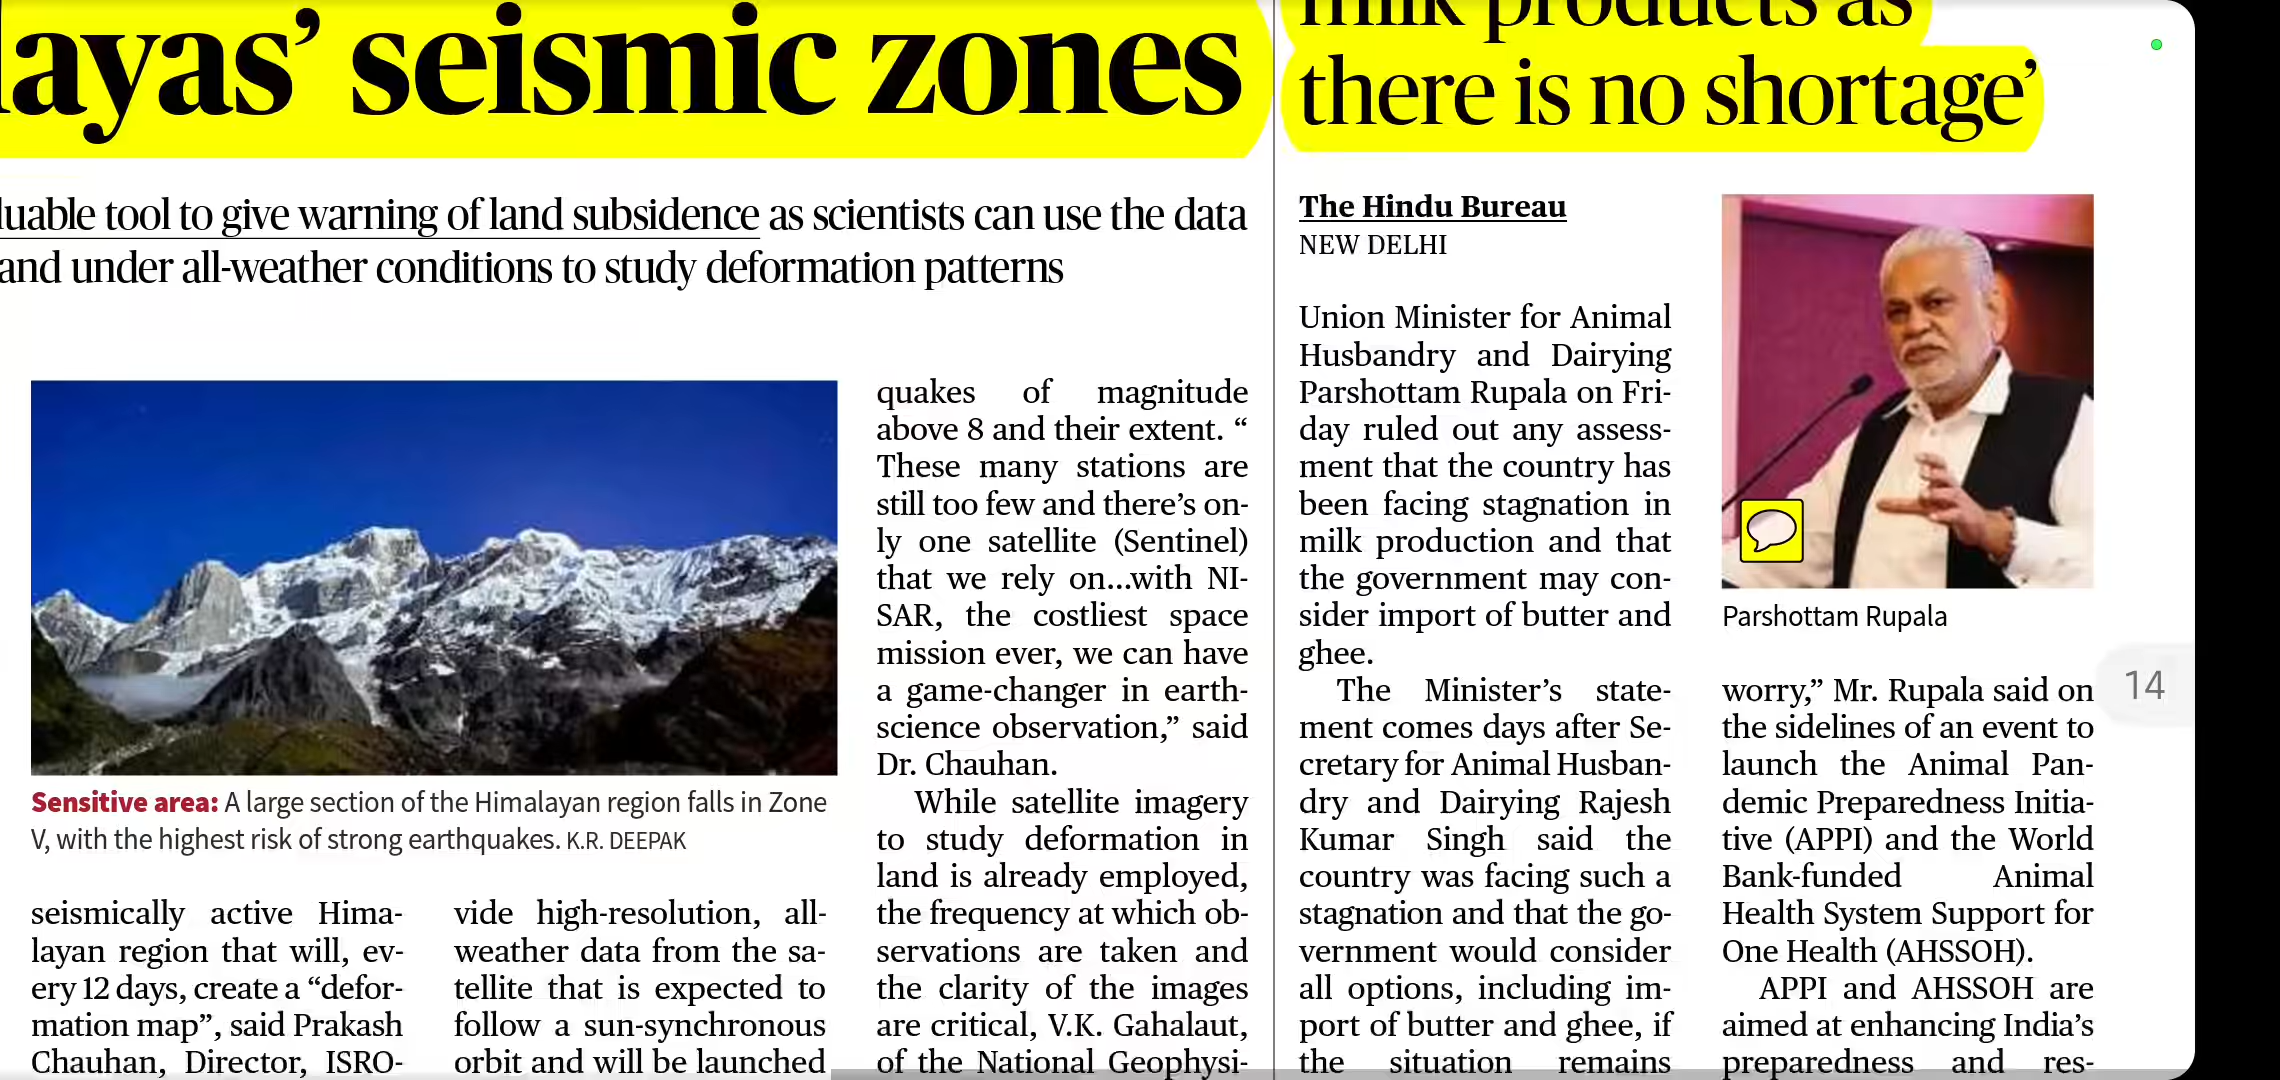 layas’ seismic zones
luable tool to give warning of land subsidence as scientists can use the data
and under all-weather conditions to study deformation patterns
Sensitive area: A large section of the Himalayan region falls in Zone
V, with the highest risk of strong earthquakes. K.R. DEEPAK
seismically active Hima-
layan region that will, ev-
ery 12 days, create a “defor-
mation map”, said Prakash
Chauhan, Director, ISRO-
vide high-resolution, all-
weather data from the sa-
tellite that is expected to
follow a sun-synchronous
orbit and will be launched
quakes of magnitude
above 8 and their extent. “
These many stations are
still too few and there’s on-
ly one satellite (Sentinel)
that we rely on...with NI-
SAR, the costliest space
mission ever, we can have
a game-changer in earth-
science observation,” said
Dr. Chauhan.
While satellite imagery
to study deformation in
land is already employed,
the frequency at which ob-
servations are taken and
the clarity of the images
are critical, V.K. Gahalaut,
of the National Geophysi-
milk products as
there is no shortage’
The Hindu Bureau
NEW DELHI
Union Minister for Animal
Husbandry and Dairying
Parshottam Rupala on Fri-
day ruled out any assess-
ment that the country has
been facing stagnation in
milk production and that
the government may con-
sider import of butter and
ghee.
The Minister’s state-
ment comes days after Se-
cretary for Animal Husban-
dry and Dairying Rajesh
Kumar Singh said the
country was facing such a
stagnation and that the go-
vernment would consider
all options, including im-
port of butter and ghee, if
the situation remains
Parshottam Rupala
worry,” Mr. Rupala said on
the sidelines of an event to
launch the Animal Pan-
demic Preparedness Initia-
tive (APPI) and the World
Bank-funded Animal
Health System Support for
One Health (AHSSOH).
APPI and AHSSOH are
aimed at enhancing India’s
preparedness and res-
14